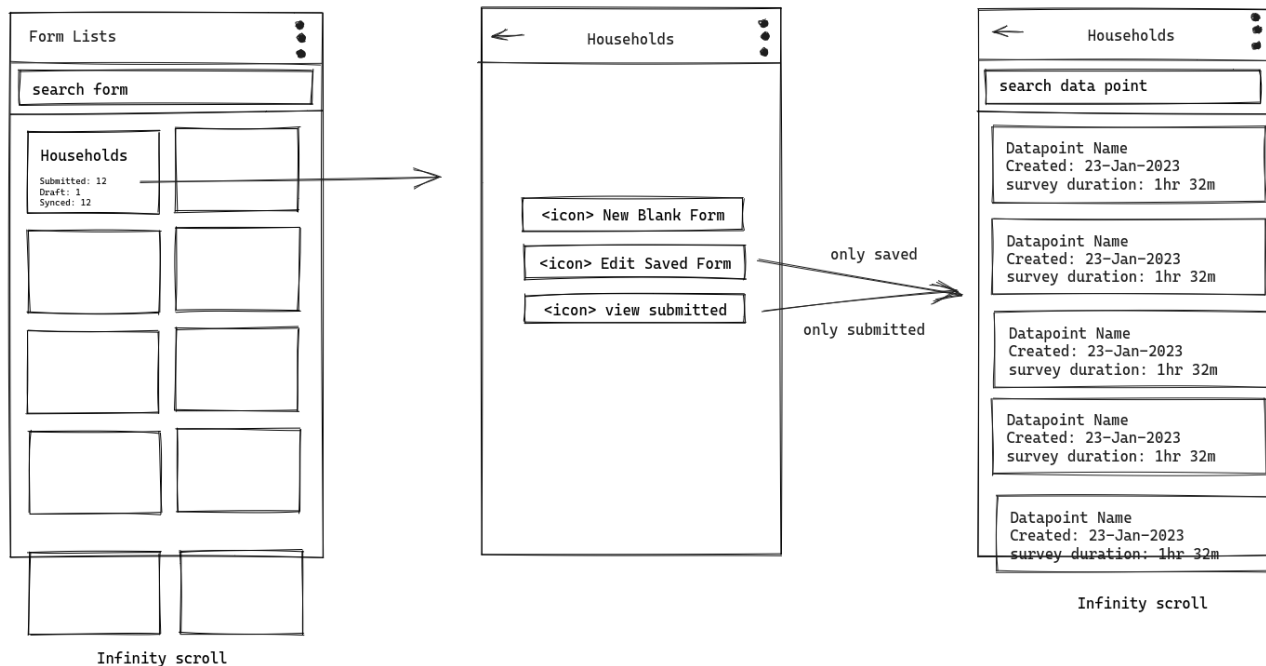 Form Lists
search form
Households
Submitted: 12
Draft: 1
Synced: 12
Infinity scroll
Households
<icon> New Blank Form
<icon> Edit Saved Form
<icon> view submitted
only saved
only submitted
Households
search data point
Datapoint Name
Created: 23-Jan-2023
survey duration: 1hr 32m
Datapoint Name
Created: 23-Jan-2023
survey duration: 1hr 32m
Datapoint Name
Created: 23-Jan-2023
survey duration: 1hr 32m
Datapoint Name
Created: 23-Jan-2023
survey duration: 1hr 32m
Datapoint Name
Created: 23-Jan-2023
survey duration: 1hr 32m
Infinity scroll